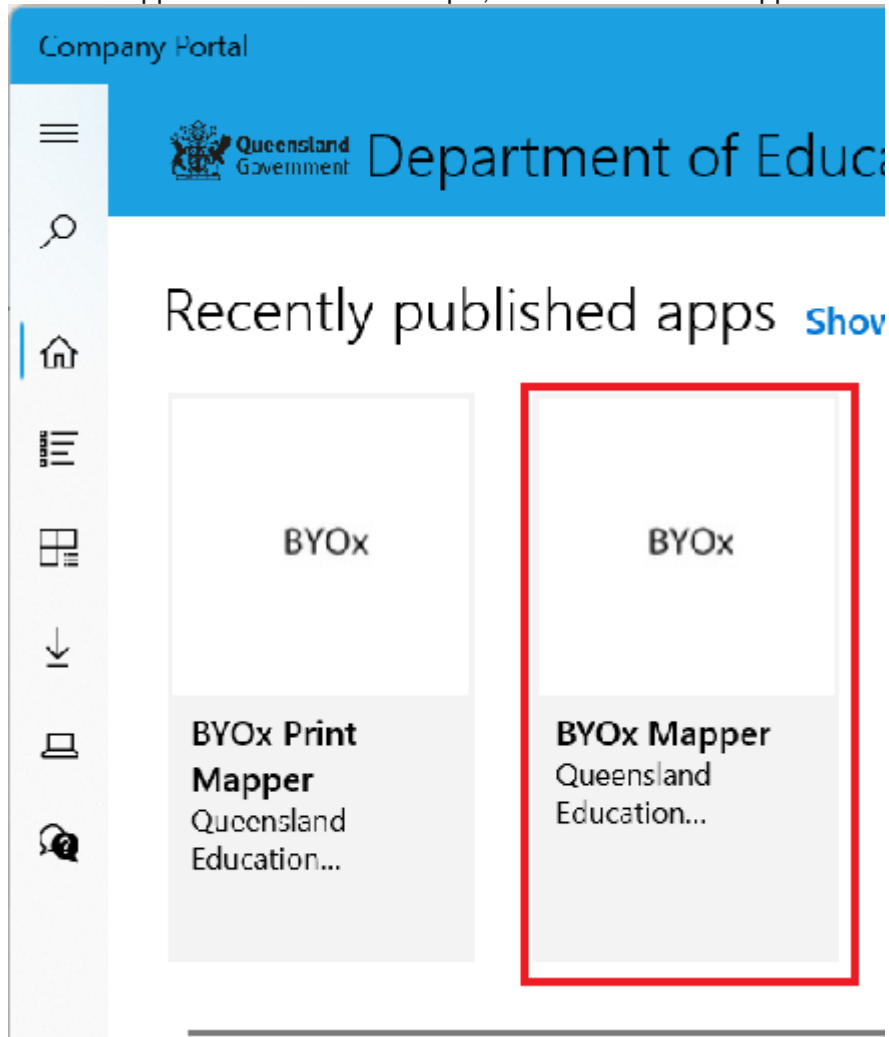 Company Portal
Queensland
Government
Department of Educa
Recently published apps Show
BYOx
BYOx
BYOx Print
Mapper
Queensland
Education...
BYOx Mapper
Queensland
Education...